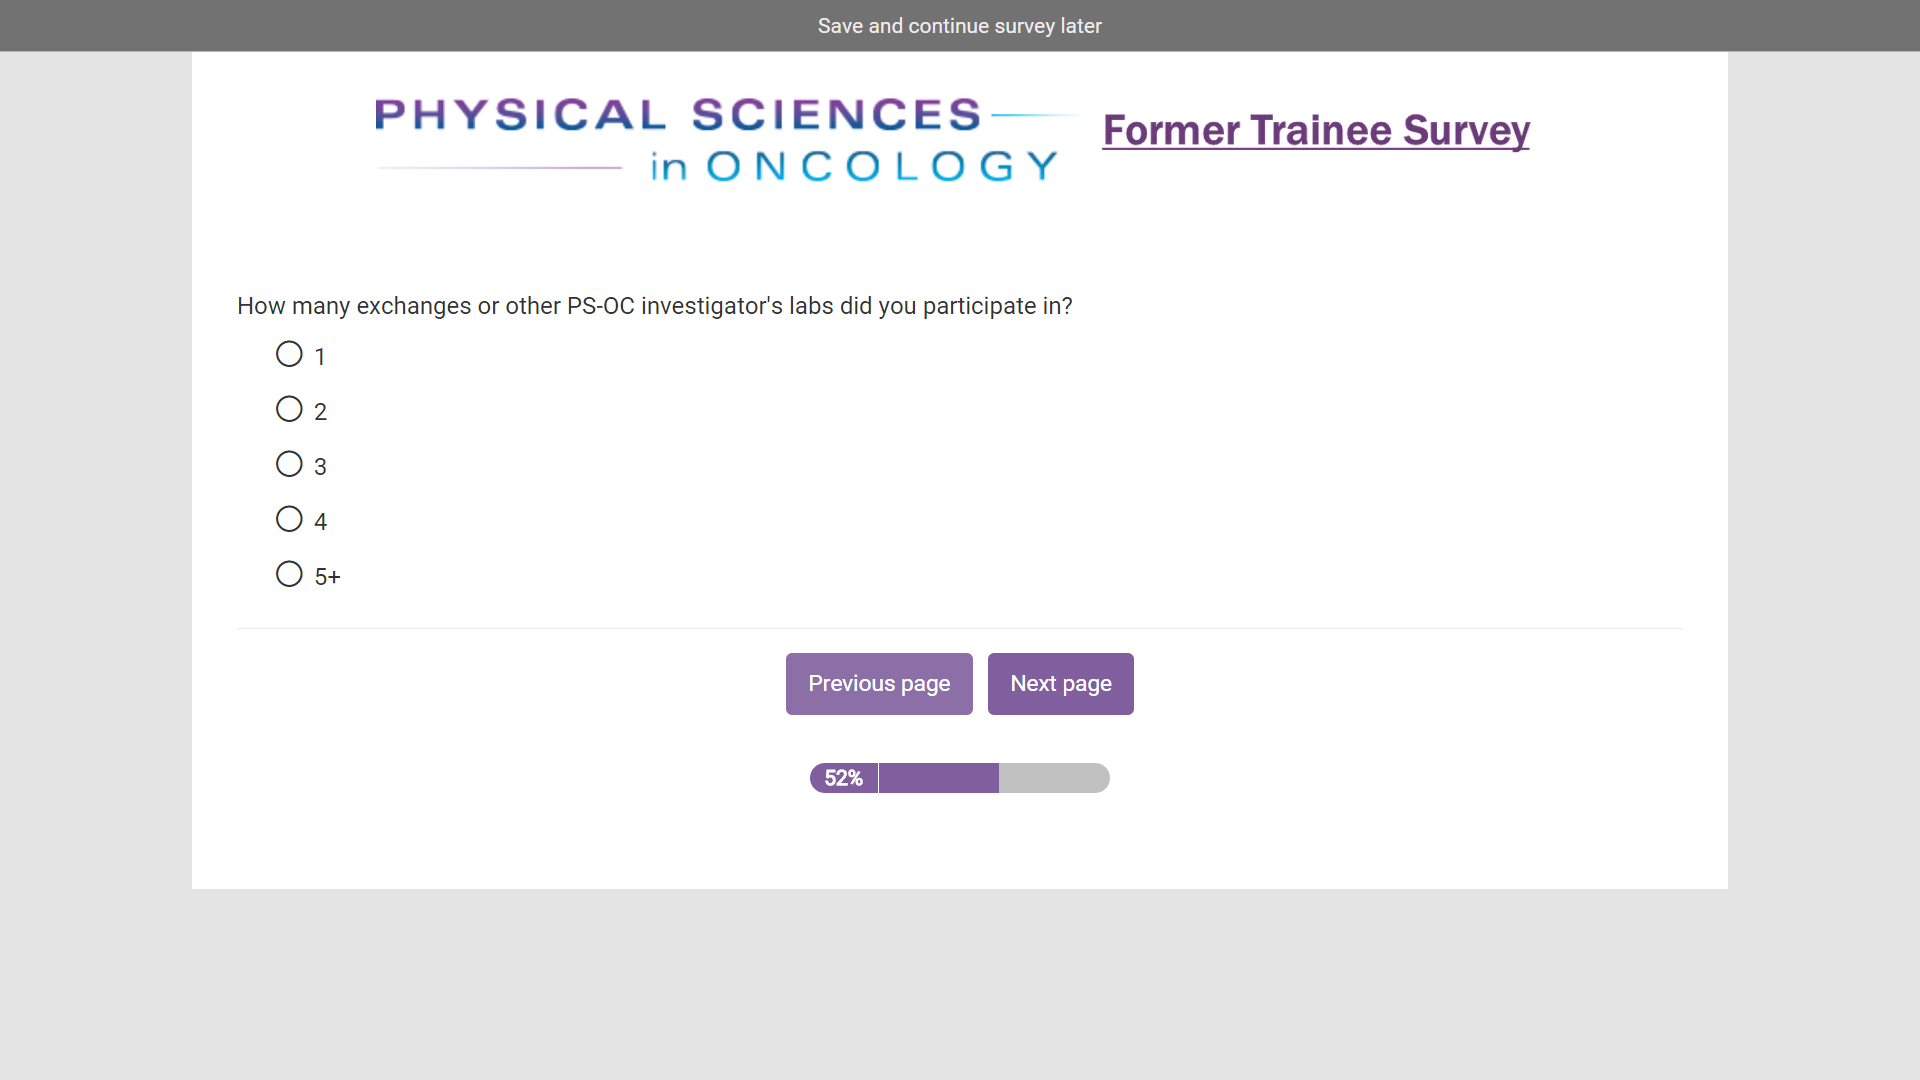 Save and continue survey later
PHYSICAL SCIENCES
in ONCOLOGY
Former Trainee Survey
How many exchanges or other PS-OC investigator's labs did you participate in?
1
2
3
4
5+
Previous page
Next page
52%